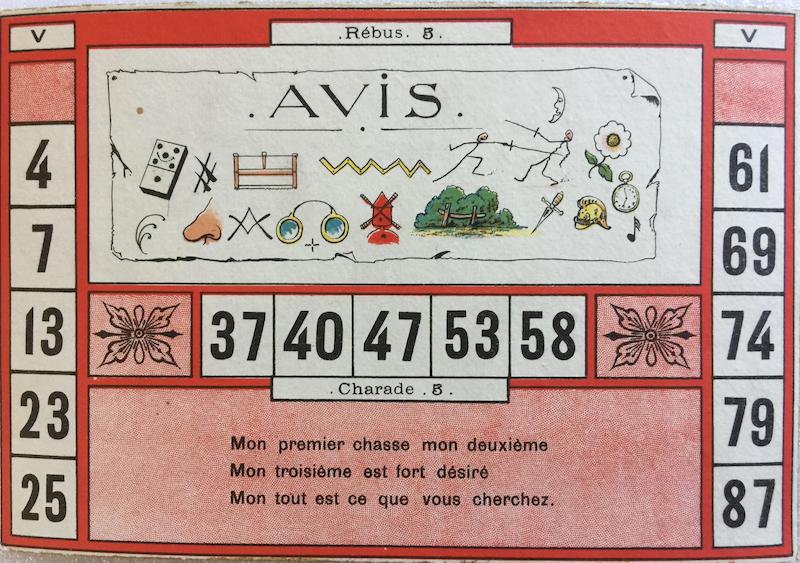 V
.Rébus. 5.
V
.AVIS.
4
7
13
23
25
61
69
74
79
87
37 40 47 53 58
.Charade .5.
Mon premier chasse mon deuxième
Mon troisième est fort désiré
Mon tout est ce que vous cherchez.